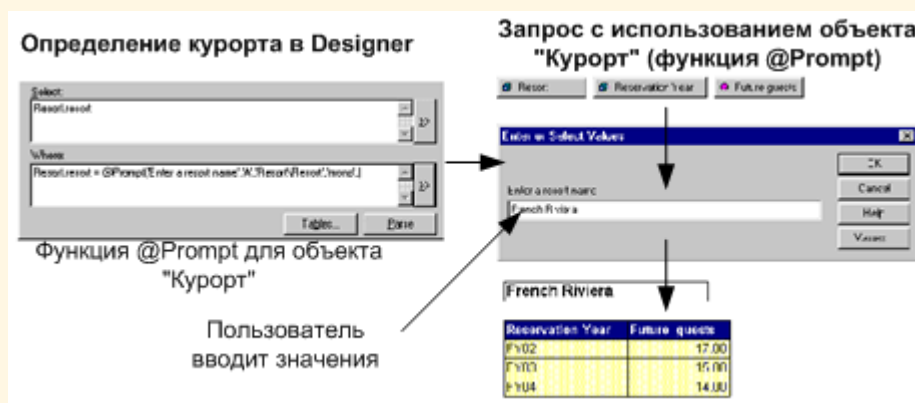 Определение курорта в Designer
Запрос с использованием объекта
"Курорт" (функция @Prompt)
Select:
Resort.resort
>>
Where:
Resort.resort = @Prompt('Enter a resort name','A','Resort\Resort','mono',)
>>
Tables...
Parse
Функция @Prompt для объекта
"Курорт"
Пользователь
вводит значения
Resort
Reservation Year
Future guests
Enter or Select Values
OK
Cancel
Enter a resort name
French Riviera
Help
Values
French Riviera
Reservation Year
Future guests
FY02
17.00
FY03
15.00
FY04
14.00